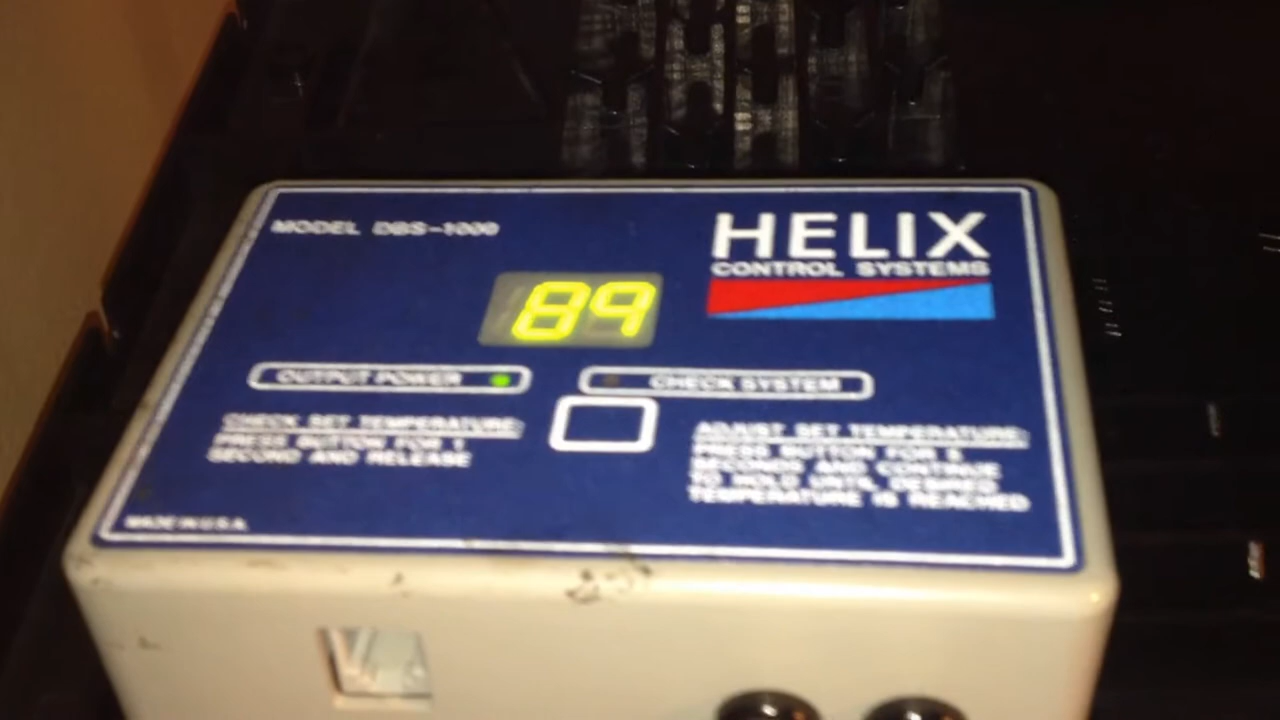 MODEL DBS-1000
HELIX
CONTROL SYSTEMS
89
OUTPUT POWER
CHECK SYSTEM
CHECK SET TEMPERATURE:
PRESS BUTTON FOR 1
SECOND AND RELEASE
ADJUST SET TEMPERATURE:
PRESS BUTTON FOR 5
SECONDS AND CONTINUE
TO HOLD UNTIL DESIRED
TEMPERATURE IS REACHED
MADE IN U.S.A.